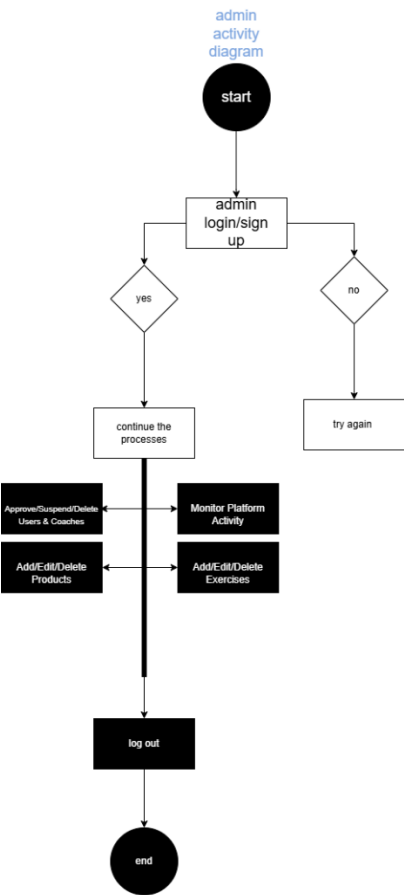 admin
activity
diagram
start
admin
login/sign
up
yes
no
continue the
processes
try again
Approve/Suspend/Delete
Users & Coaches
Monitor Platform
Activity
Add/Edit/Delete
Products
Add/Edit/Delete
Exercises
log out
end